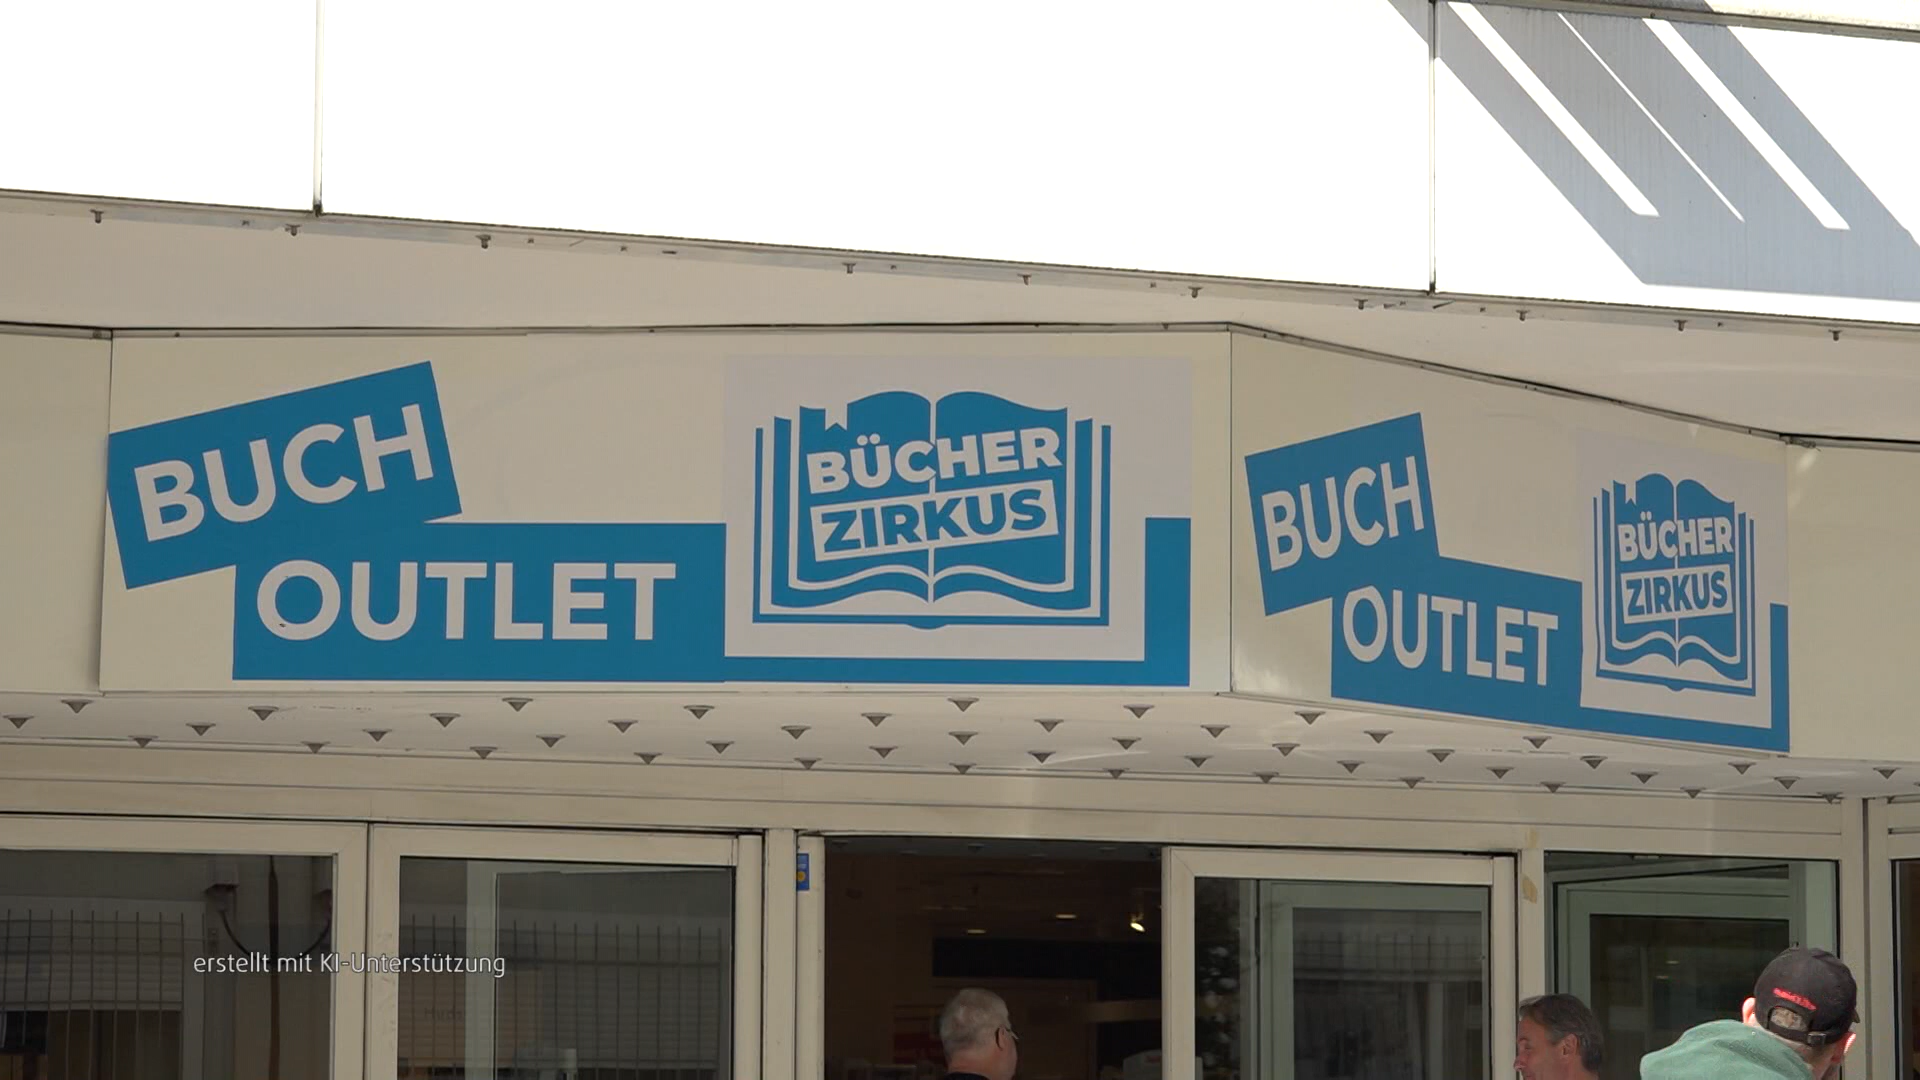 BUCH
OUTLET
BÜCHER
ZIRKUS
BUCH
OUTLET
BÜCHER
ZIRKUS
erstellt mit KI-Unterstützung